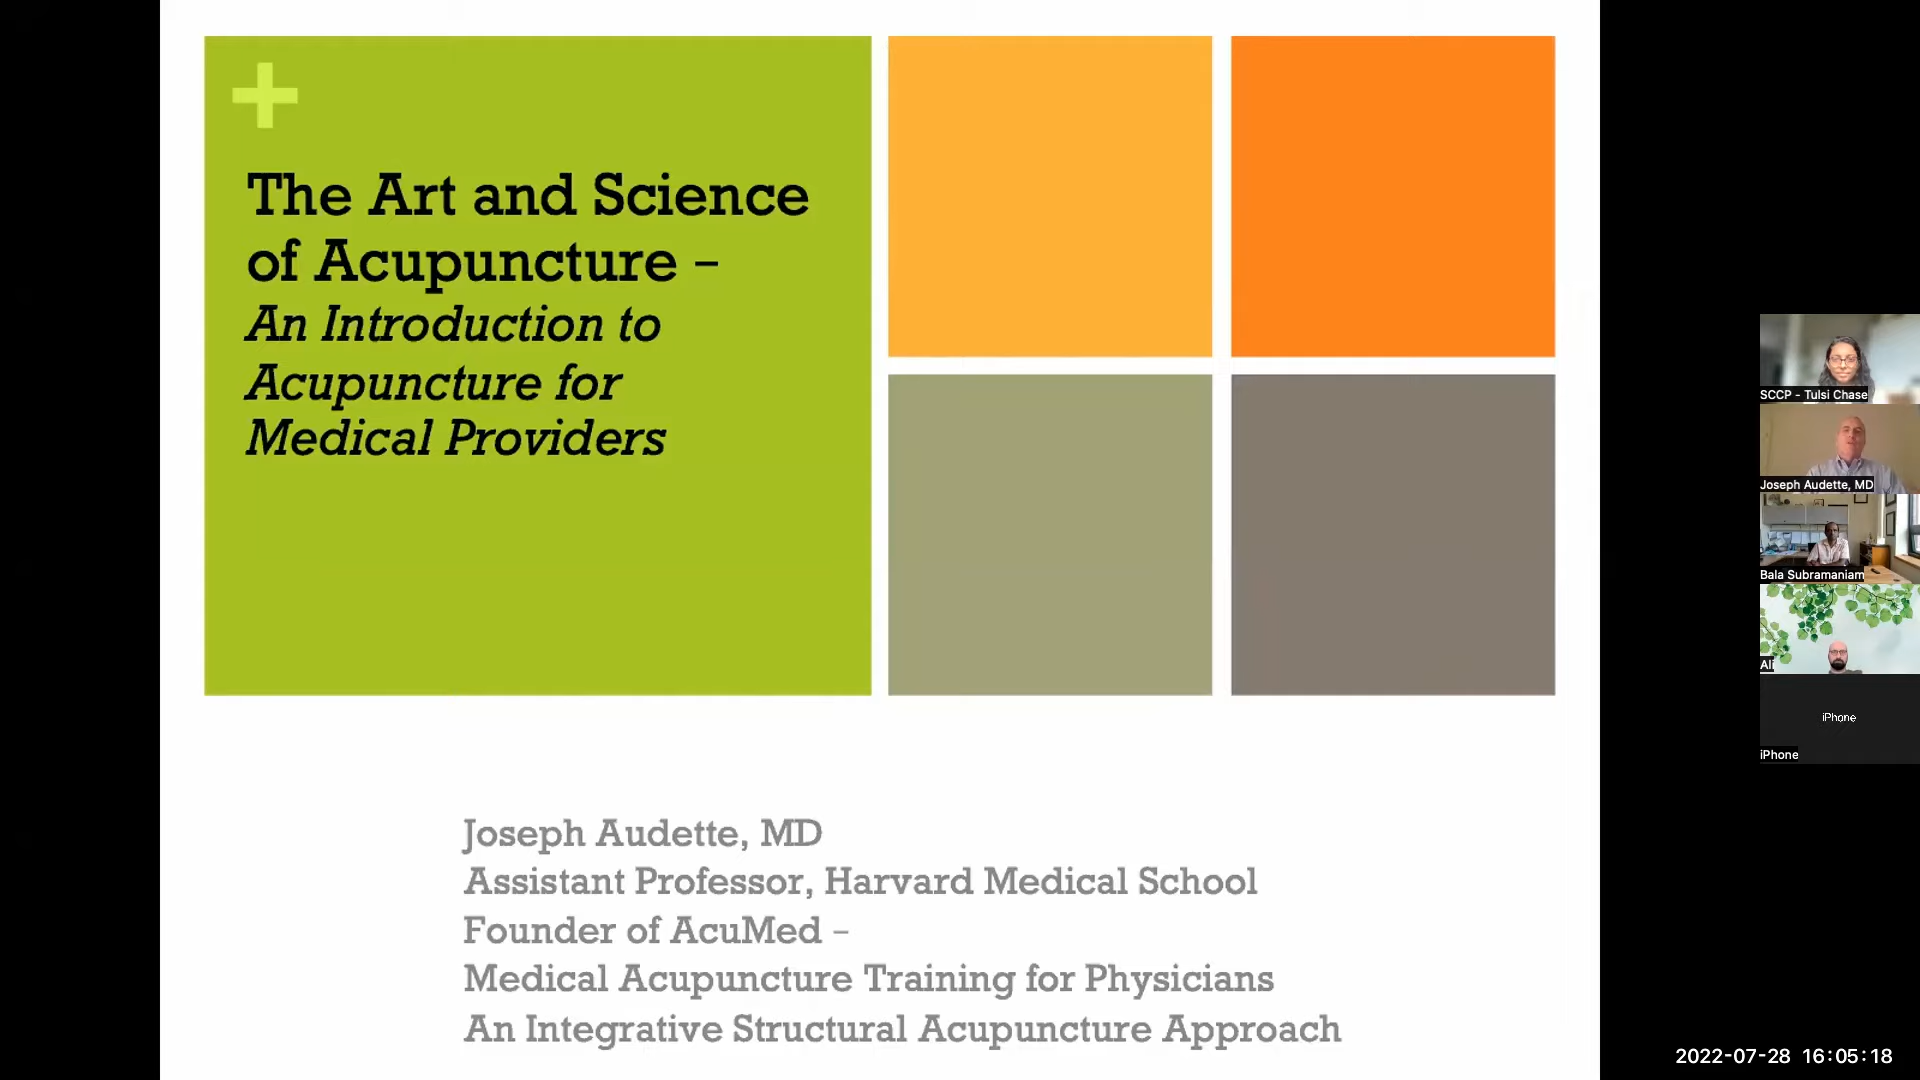 +
The Art and Science
of Acupuncture –
An Introduction to
Acupuncture for
Medical Providers
Joseph Audette, MD
Assistant Professor, Harvard Medical School
Founder of AcuMed –
Medical Acupuncture Training for Physicians
An Integrative Structural Acupuncture Approach
SCCP - Tulsi Chase
Joseph Audette, MD
Bala Subramaniam
Ali
iPhone
iPhone
2022-07-28 16:05:18